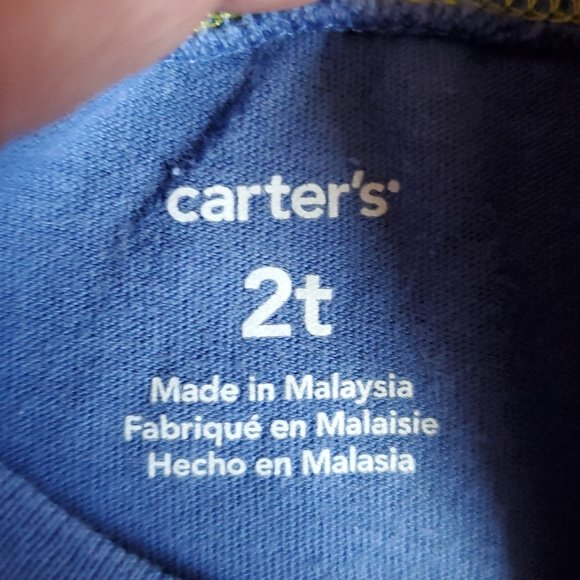 carter's
2t
Made in Malaysia
Fabriqué en Malaisie
Hecho en Malasia